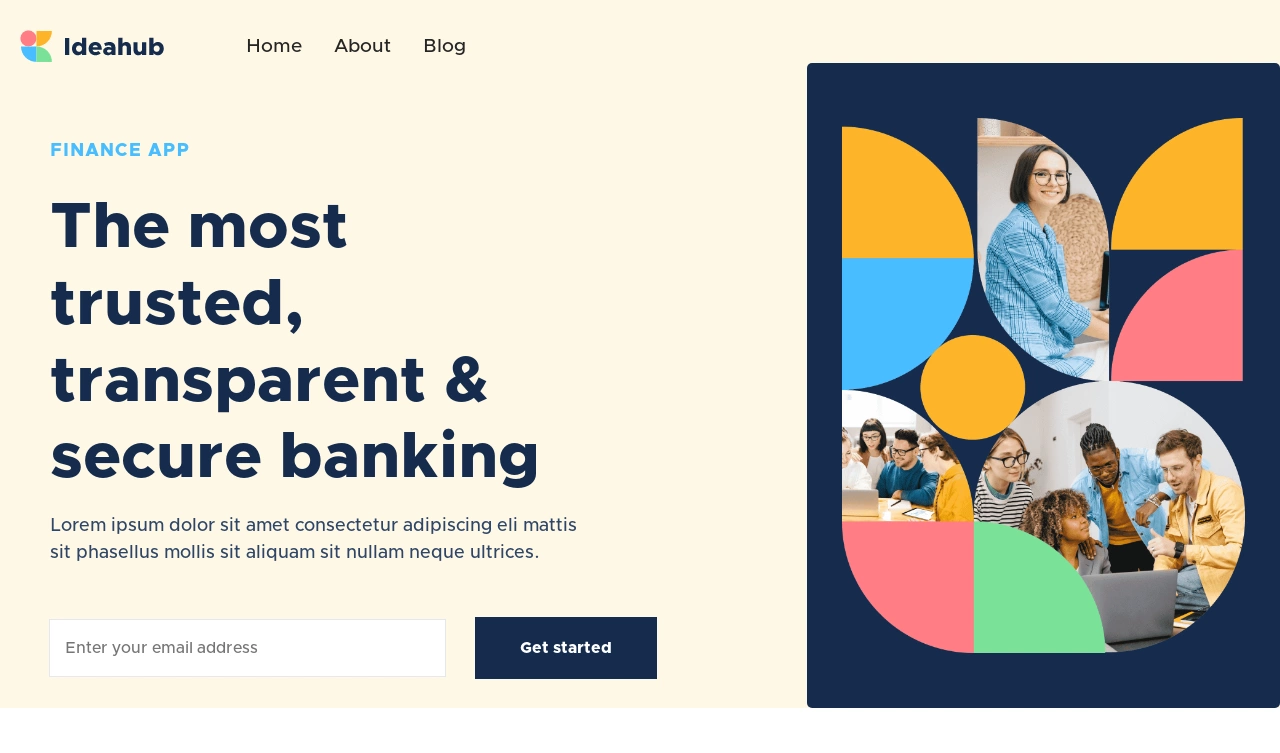 Ideahub
Home
About
Blog
FINANCE APP
The most
trusted,
transparent &
secure banking
Lorem ipsum dolor sit amet consectetur adipiscing eli mattis
sit phasellus mollis sit aliquam sit nullam neque ultrices.
Enter your email address
Get started